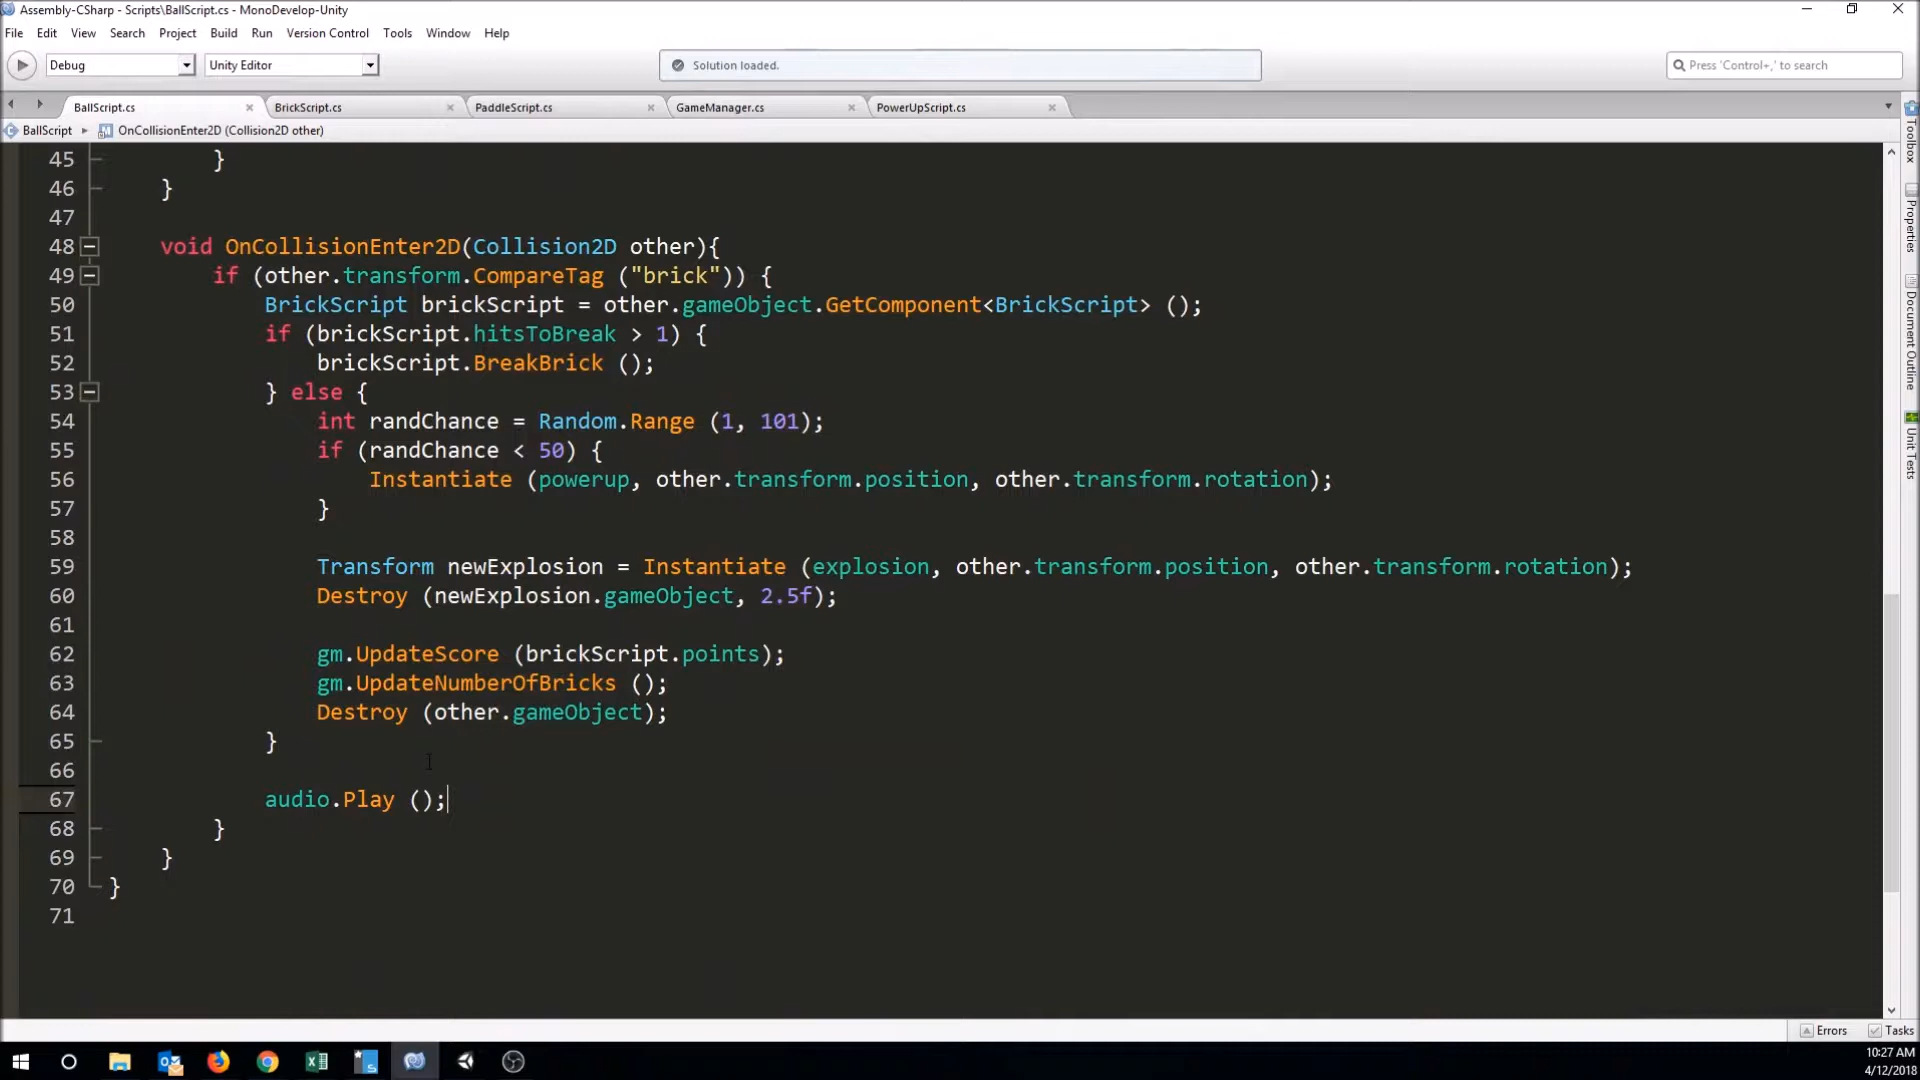 Assembly-CSharp - Scripts\BallScript.cs - MonoDevelop-Unity
File Edit View Search Project Build Run Version Control Tools Window Help
Debug Unity Editor Solution loaded. Press 'Control+,' to search
BallScript.cs BrickScript.cs PaddleScript.cs GameManager.cs PowerUpScript.cs
BallScript OnCollisionEnter2D (Collision2D other)
45 }
46 }
47
48 void OnCollisionEnter2D(Collision2D other){
49 if (other.transform.CompareTag ("brick")) {
50 BrickScript brickScript = other.gameObject.GetComponent<BrickScript> ();
51 if (brickScript.hitsToBreak > 1) {
52 brickScript.BreakBrick ();
53 } else {
54 int randChance = Random.Range (1, 101);
55 if (randChance < 50) {
56 Instantiate (powerup, other.transform.position, other.transform.rotation);
57 }
58
59 Transform newExplosion = Instantiate (explosion, other.transform.position, other.transform.rotation);
60 Destroy (newExplosion.gameObject, 2.5f);
61
62 gm.UpdateScore (brickScript.points);
63 gm.UpdateNumberOfBricks ();
64 Destroy (other.gameObject);
65 }
66
67 audio.Play ();
68 }
69 }
70 }
71
Toolbox
Properties
Document Outline
Unit Tests
Errors Tasks
10:27 AM
4/12/2018